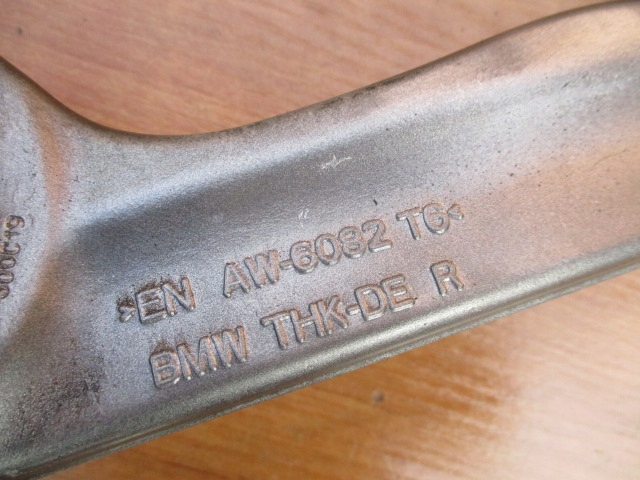 >EN AW-6082 T6<
BMW THK-DE R